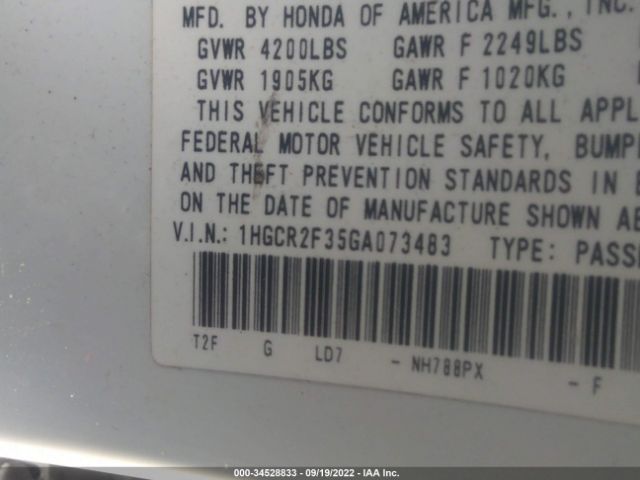 MFD. BY HONDA OF AMERICA MFG., INC.
GVWR 4200LBS GAWR F 2249LBS
GVWR 1905KG GAWR F 1020KG
THIS VEHICLE CONFORMS TO ALL APPL
FEDERAL MOTOR VEHICLE SAFETY, BUMP
AND THEFT PREVENTION STANDARDS IN
ON THE DATE OF MANUFACTURE SHOWN AB
V.I.N.: 1HGCR2F35GA073483 TYPE: PASS
T2F G LD7 - NH788PX - F
000-34528833 - 09/19/2022 - IAA Inc.